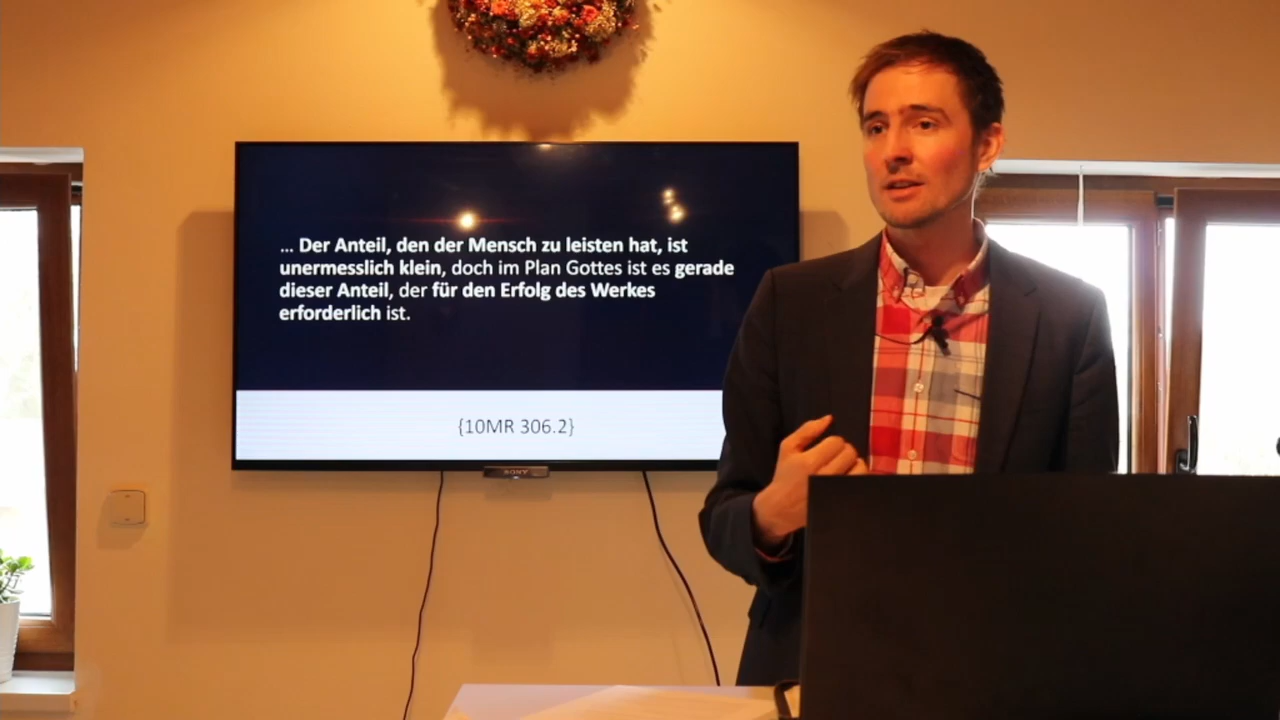 ... Der Anteil, den der Mensch zu leisten hat, ist
unermesslich klein, doch im Plan Gottes ist es gerade
dieser Anteil, der für den Erfolg des Werkes
erforderlich ist.
{10MR 306.2}
SONY